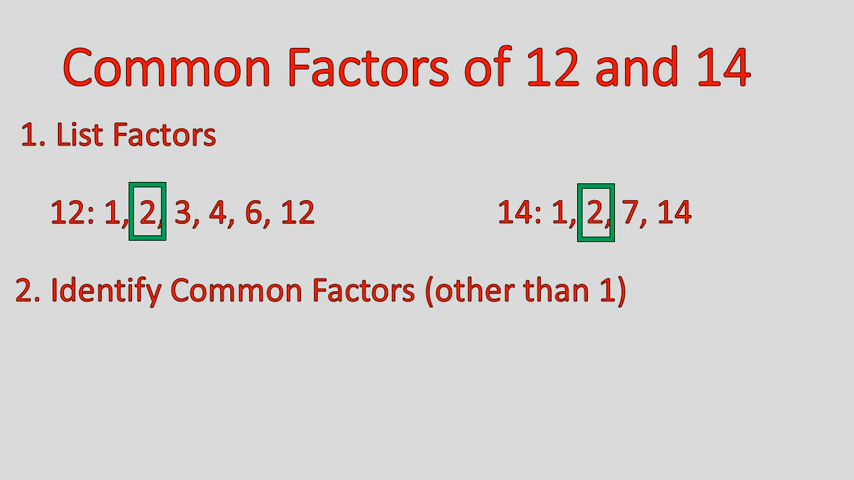 Common Factors of 12 and 14
1. List Factors
12: 1, 2, 3, 4, 6, 12
14: 1, 2, 7, 14
2. Identify Common Factors (other than 1)